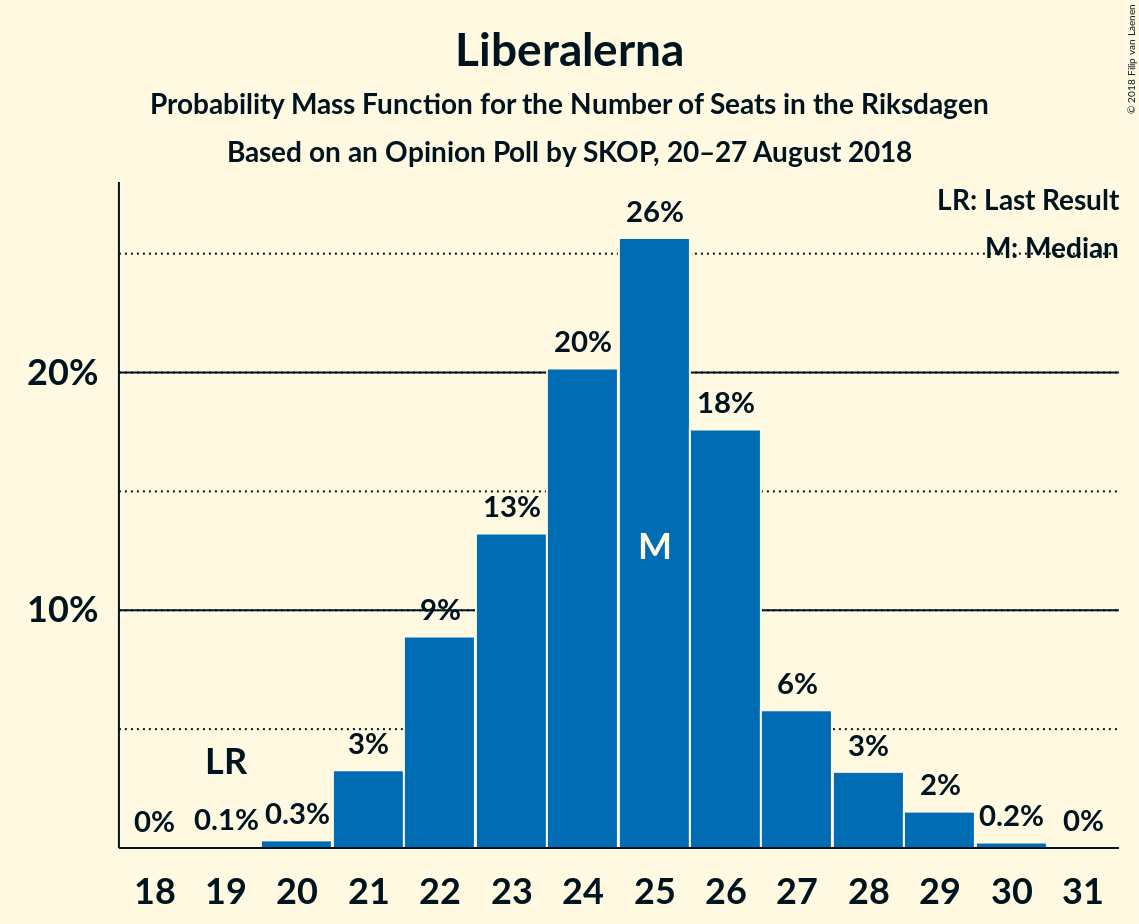 Liberalerna
Probability Mass Function for the Number of Seats in the Riksdagen
Based on an Opinion Poll by SKOP, 20–27 August 2018
© 2018 Filip van Laenen
LR: Last Result
M: Median
26%
20%
20%
18%
13%
M
10%
9%
6%
3%
3%
LR
2%
0%
0.1%
0.3%
0.2%
0%
18 19 20 21 22 23 24 25 26 27 28 29 30 31